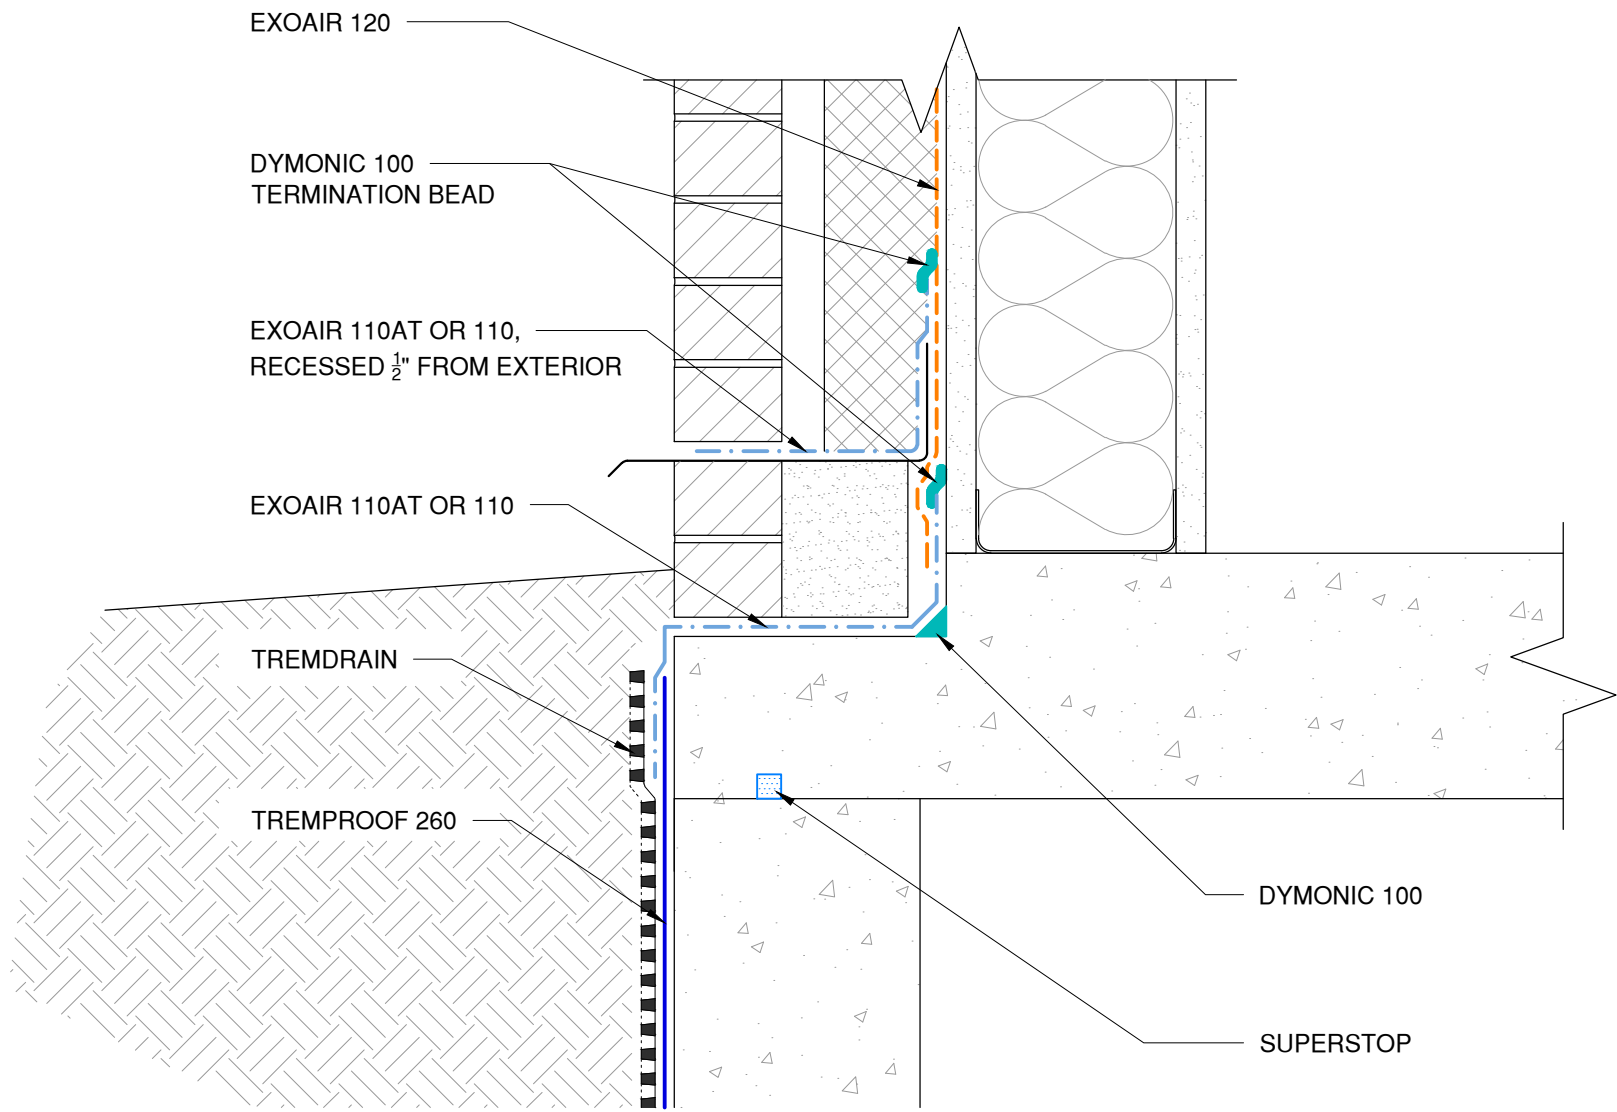 EXOAIR 120
DYMONIC 100
TERMINATION BEAD
EXOAIR 110AT OR 110,
RECESSED 1/2" FROM EXTERIOR
EXOAIR 110AT OR 110
TREMDRAIN
TREMPROOF 260
DYMONIC 100
SUPERSTOP